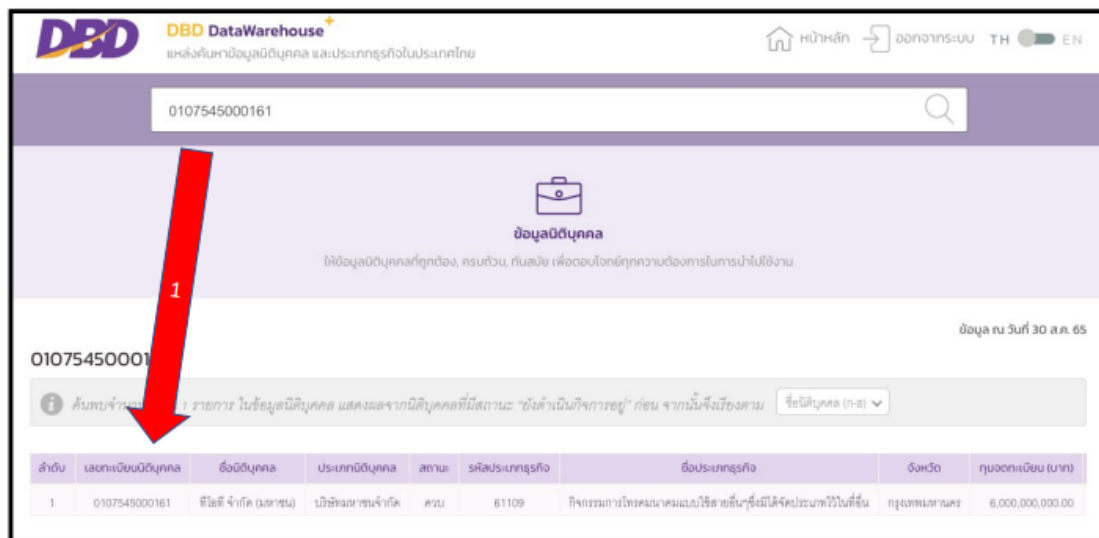 DBD
DBD DataWarehouse+
แหล่งค้นหาข้อมูลนิติบุคคล และประเภทธุรกิจในประเทศไทย
หน้าหลัก ออกจากระบบ TH EN
0107545000161
ข้อมูลนิติบุคคล
ให้ข้อมูลนิติบุคคลที่ถูกต้อง, ครบถ้วน, ทันสมัย เพื่อตอบโจทย์ทุกความต้องการในการนำไปใช้งาน
1
ข้อมูล ณ วันที่ 30 ส.ค. 65
01075450001
ค้นพบจำนวน 1 รายการ ในข้อมูลนิติบุคคล แสดงผลจากนิติบุคคลที่มีสถานะ "ยังดำเนินกิจการอยู่" ก่อน จากนั้นจึงเรียงตาม ชื่อนิติบุคคล (ก-ฮ)
ลำดับ เลขทะเบียนนิติบุคคล ชื่อนิติบุคคล ประเภทนิติบุคคล สถานะ รหัสประเภทธุรกิจ ชื่อประเภทธุรกิจ จังหวัด ทุนจดทะเบียน (บาท)
1 0107545000161 ทีโอที จำกัด (มหาชน) บริษัทมหาชนจำกัด ควบ 61109 กิจกรรมการโทรคมนาคมแบบใช้สายอื่นๆซึ่งมิได้จัดประเภทไว้ในที่อื่น กรุงเทพมหานคร 6,000,000,000.00